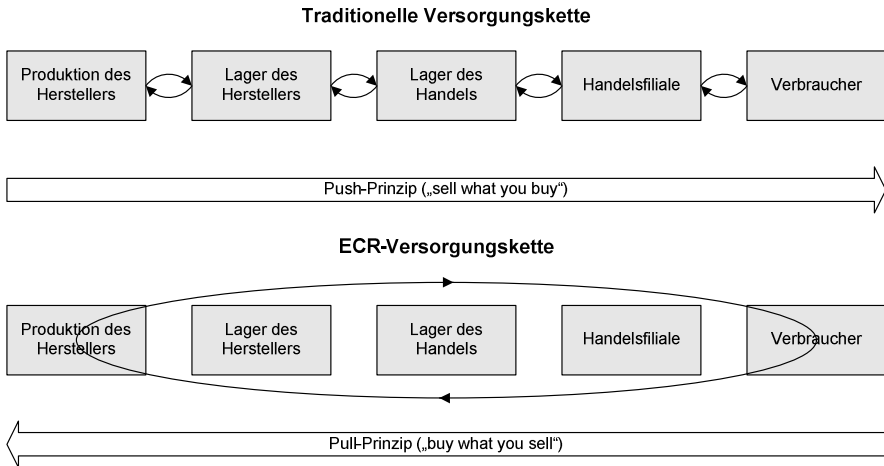 Traditionelle Versorgungskette
Produktion des
Herstellers
Lager des
Herstellers
Lager des
Handels
Handelsfiliale
Verbraucher
Push-Prinzip („sell what you buy“)
ECR-Versorgungskette
Produktion des
Herstellers
Lager des
Herstellers
Lager des
Handels
Handelsfiliale
Verbraucher
Pull-Prinzip („buy what you sell“)